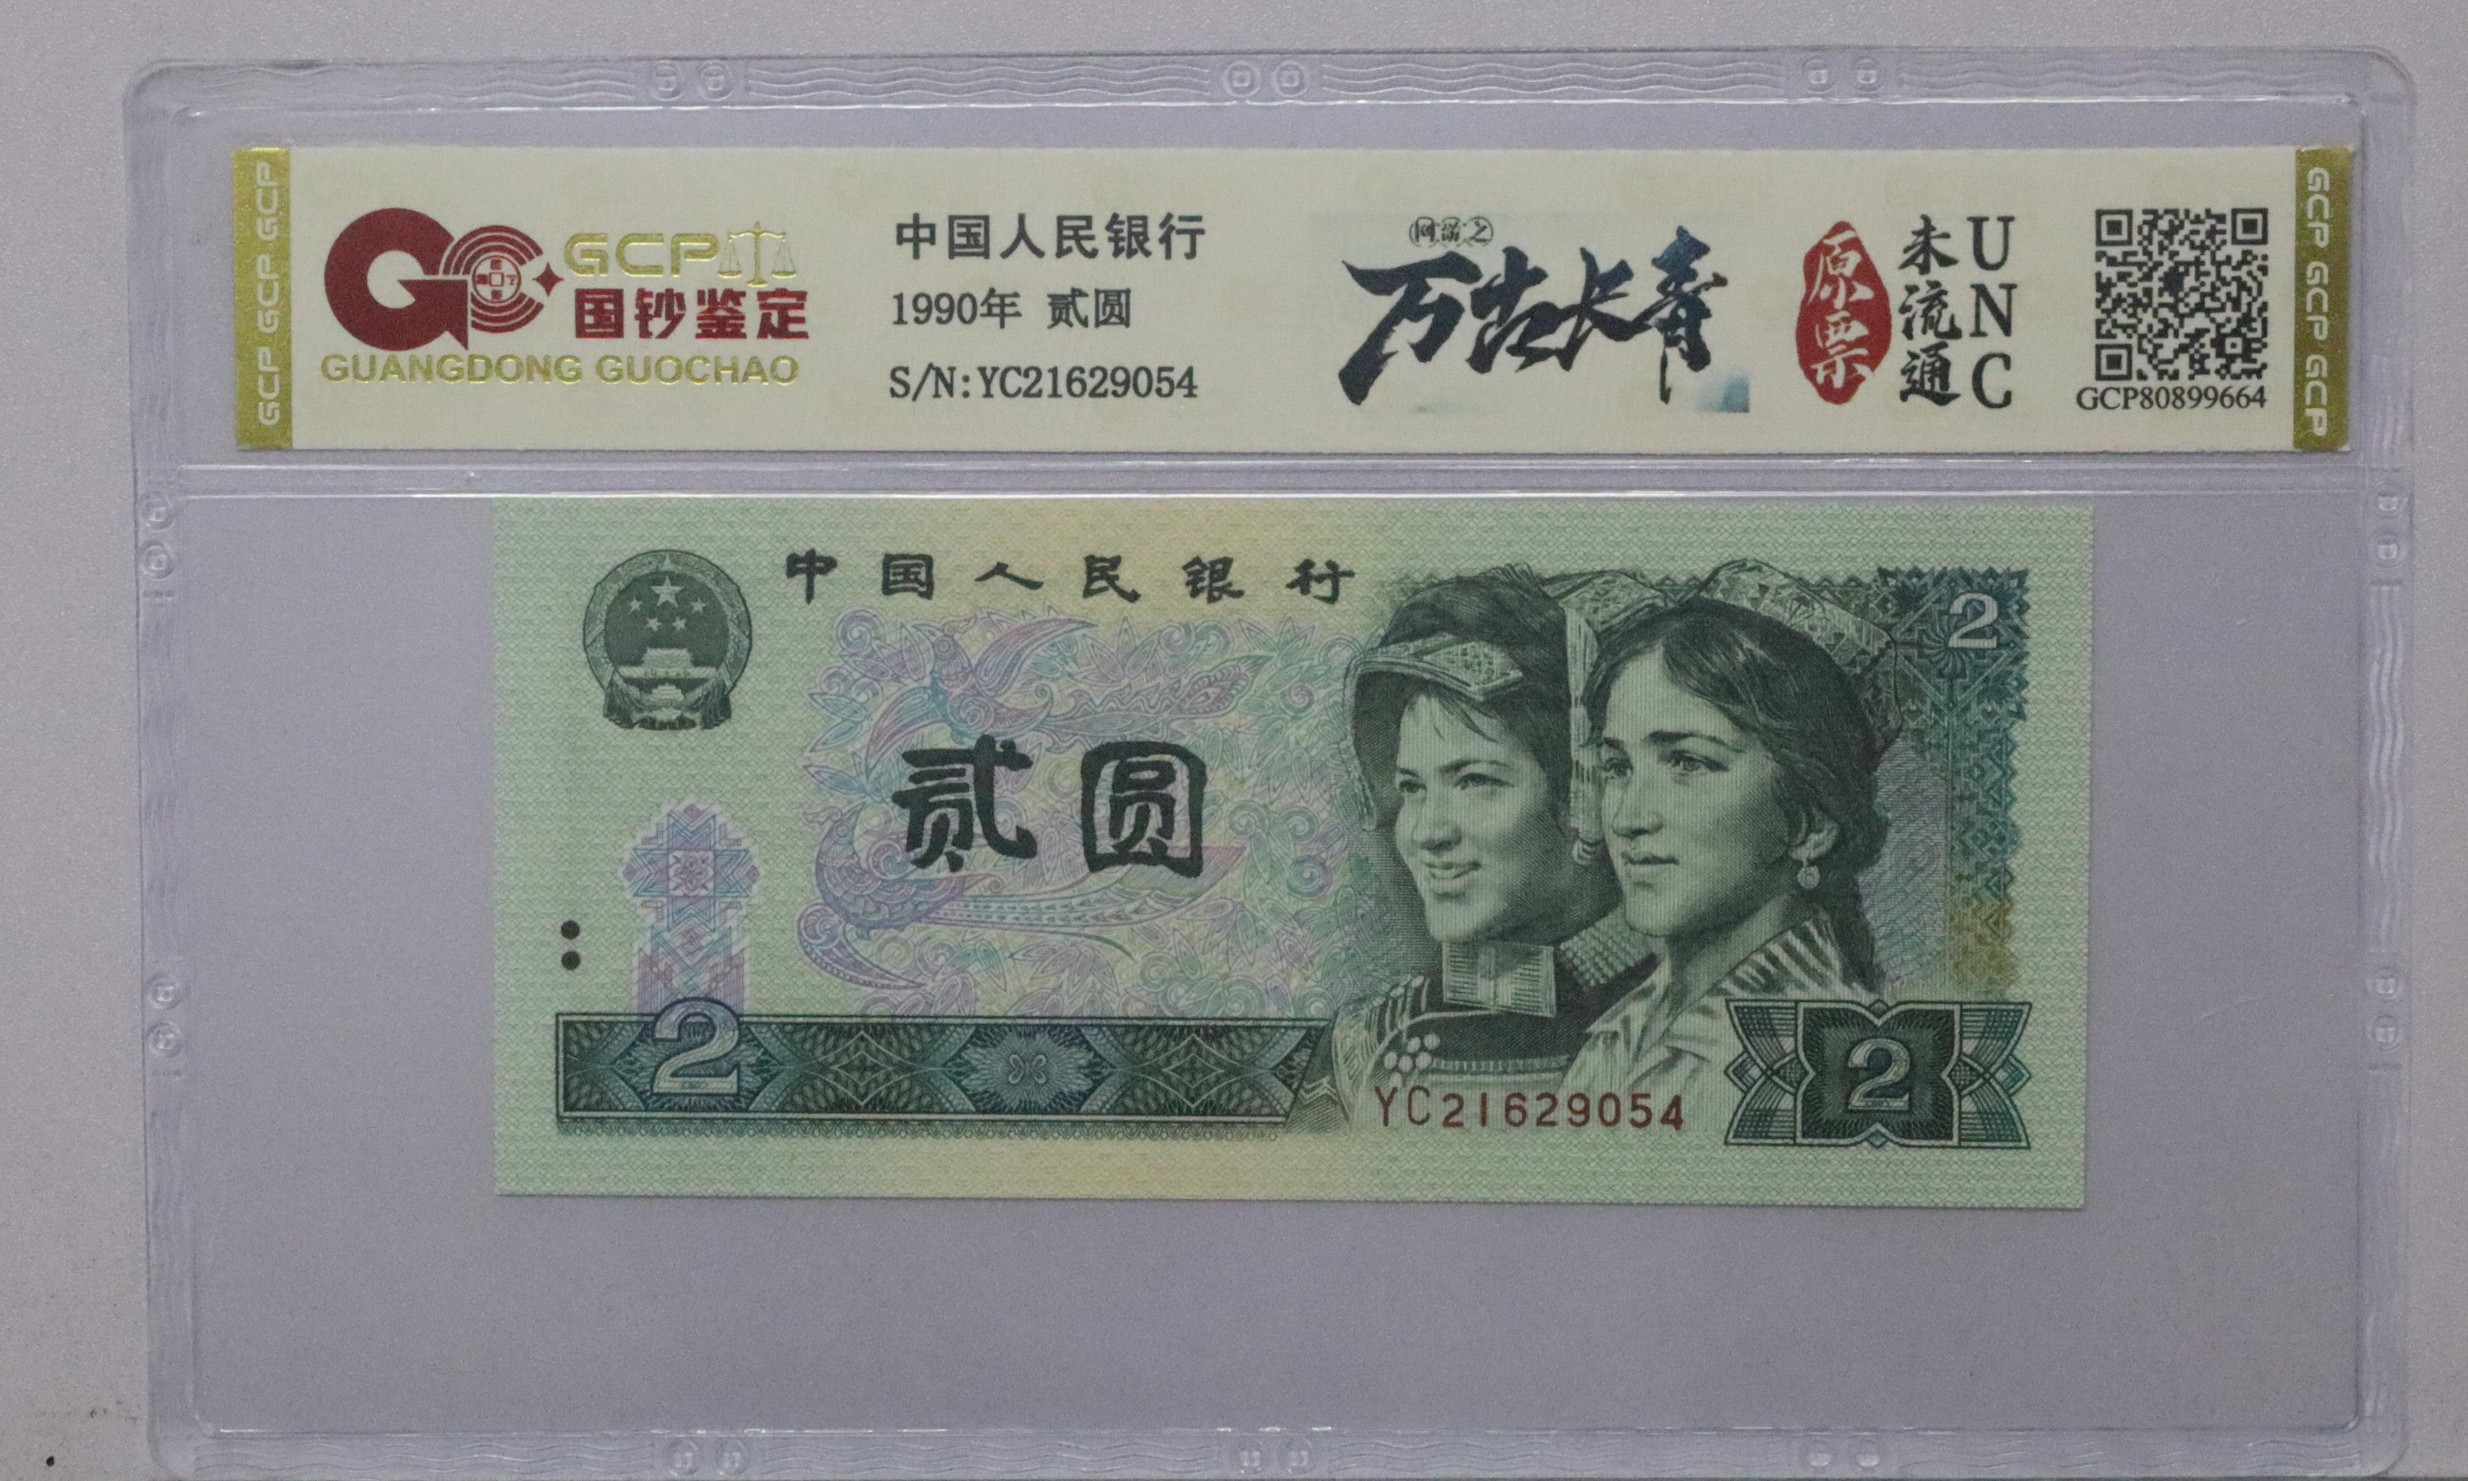 GCP GCP GCP
GCP
国钞鉴定
GUANGDONG GUOCHAO
中国人民银行
1990年 贰圆
S/N:YC21629054
万古长青
原票
未流通
UNC
GCP80899664
GCP GCP GCP
中国人民银行
2
贰圆
2
YC21629054
2